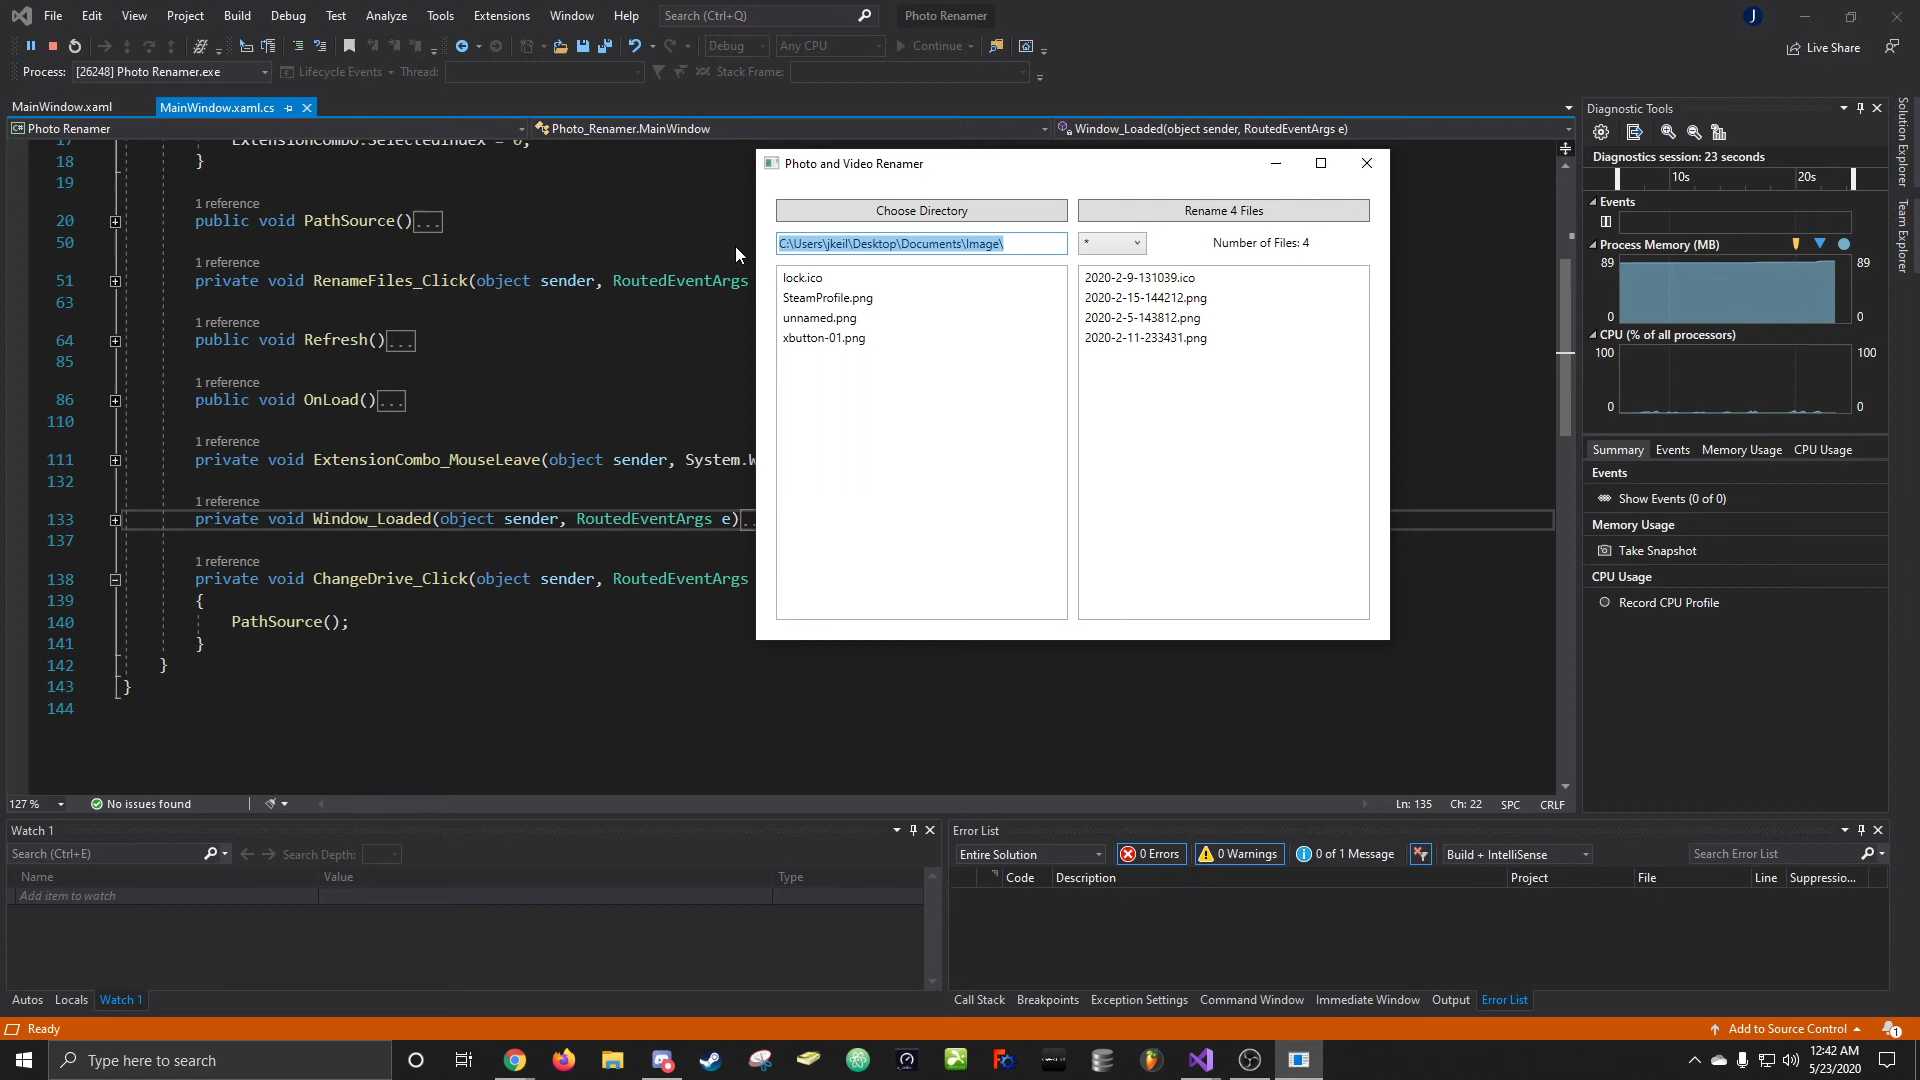 File Edit View Project Build Debug Test Analyze Tools Extensions Window Help Search (Ctrl+Q) Photo Renamer J
Debug Any CPU Continue Live Share
Process: [26248] Photo Renamer.exe Lifecycle Events Thread: Stack Frame:
MainWindow.xaml MainWindow.xaml.cs
Photo Renamer Photo_Renamer.MainWindow Window_Loaded(object sender, RoutedEventArgs e)
17 ExtensionCombo.SelectedIndex = 0;
18 }
19
1 reference
20 public void PathSource()...
50
1 reference
51 private void RenameFiles_Click(object sender, RoutedEventArgs
63
1 reference
64 public void Refresh()...
85
1 reference
86 public void OnLoad()...
110
1 reference
111 private void ExtensionCombo_MouseLeave(object sender, System.W
132
1 reference
133 private void Window_Loaded(object sender, RoutedEventArgs e)..
137
1 reference
138 private void ChangeDrive_Click(object sender, RoutedEventArgs
139 {
140 PathSource();
141 }
142 }
143 }
144
Photo and Video Renamer
Choose Directory Rename 4 Files
C:\Users\jkeil\Desktop\Documents\Image\ * Number of Files: 4
lock.ico 2020-2-9-131039.ico
SteamProfile.png 2020-2-15-144212.png
unnamed.png 2020-2-5-143812.png
xbutton-01.png 2020-2-11-233431.png
Diagnostic Tools
Diagnostics session: 23 seconds
10s 20s
Events
Process Memory (MB)
89 89
0 0
CPU (% of all processors)
100 100
0 0
Summary Events Memory Usage CPU Usage
Events
Show Events (0 of 0)
Memory Usage
Take Snapshot
CPU Usage
Record CPU Profile
Solution Explorer
Team Explorer
127 % No issues found Ln: 135 Ch: 22 SPC CRLF
Watch 1
Search (Ctrl+E) Search Depth:
Name Value Type
Add item to watch
Autos Locals Watch 1
Error List
Entire Solution 0 Errors 0 Warnings 0 of 1 Message Build + IntelliSense Search Error List
Code Description Project File Line Suppressio...
Call Stack Breakpoints Exception Settings Command Window Immediate Window Output Error List
Ready Add to Source Control 1
Type here to search 12:42 AM
5/23/2020